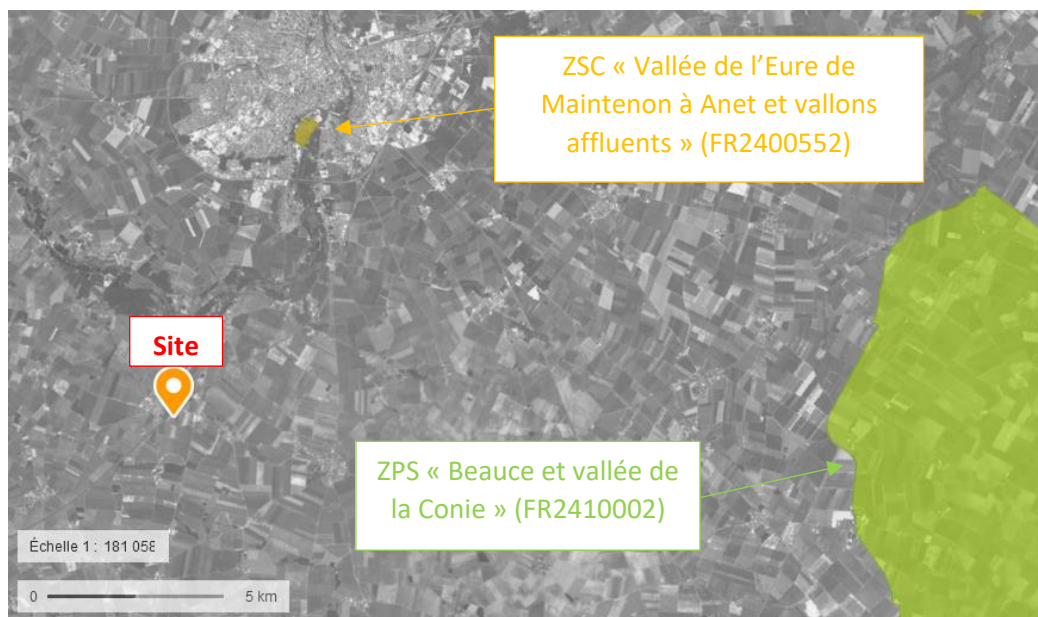 ZSC « Vallée de l’Eure de
Maintenon à Anet et vallons
affluents » (FR2400552)
Site
ZPS « Beauce et vallée de
la Conie » (FR2410002)
Échelle 1 : 181 058
0 5 km